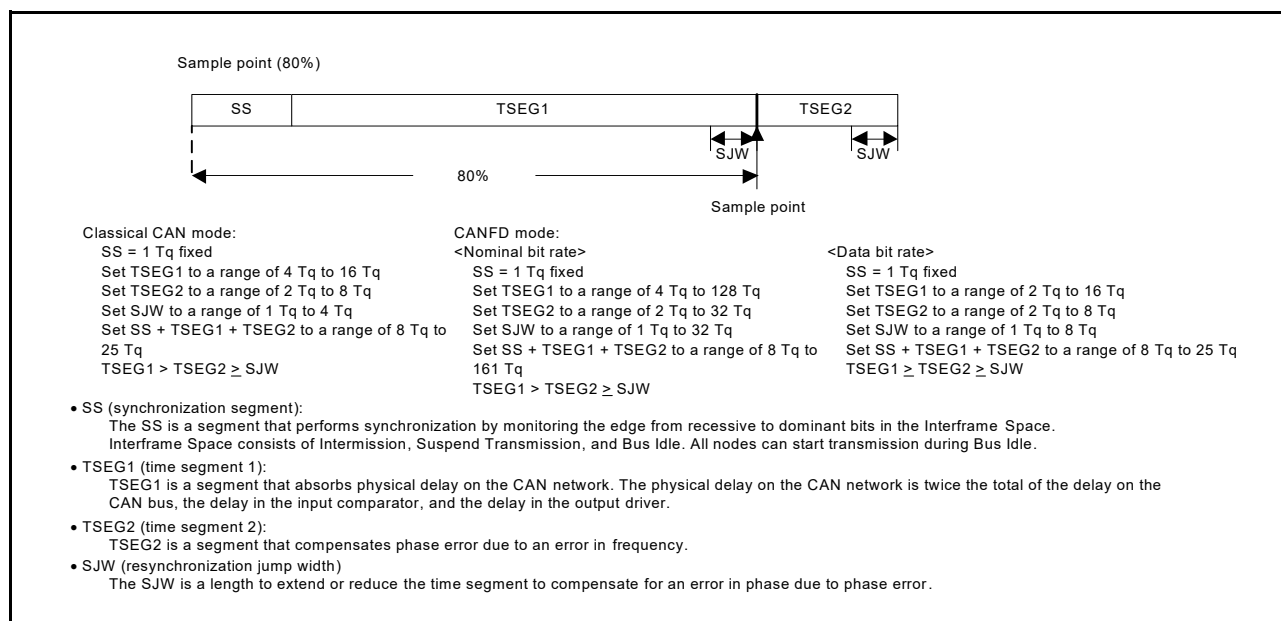 Sample point (80%)
SS TSEG1 TSEG2
SJW SJW
80%
Sample point
Classical CAN mode:
SS = 1 Tq fixed
Set TSEG1 to a range of 4 Tq to 16 Tq
Set TSEG2 to a range of 2 Tq to 8 Tq
Set SJW to a range of 1 Tq to 4 Tq
Set SS + TSEG1 + TSEG2 to a range of 8 Tq to
25 Tq
TSEG1 > TSEG2 ≥ SJW
CANFD mode:
<Nominal bit rate>
SS = 1 Tq fixed
Set TSEG1 to a range of 4 Tq to 128 Tq
Set TSEG2 to a range of 2 Tq to 32 Tq
Set SJW to a range of 1 Tq to 32 Tq
Set SS + TSEG1 + TSEG2 to a range of 8 Tq to
161 Tq
TSEG1 > TSEG2 ≥ SJW
<Data bit rate>
SS = 1 Tq fixed
Set TSEG1 to a range of 2 Tq to 16 Tq
Set TSEG2 to a range of 2 Tq to 8 Tq
Set SJW to a range of 1 Tq to 8 Tq
Set SS + TSEG1 + TSEG2 to a range of 8 Tq to 25 Tq
TSEG1 ≥ TSEG2 ≥ SJW
• SS (synchronization segment):
The SS is a segment that performs synchronization by monitoring the edge from recessive to dominant bits in the Interframe Space.
Interframe Space consists of Intermission, Suspend Transmission, and Bus Idle. All nodes can start transmission during Bus Idle.
• TSEG1 (time segment 1):
TSEG1 is a segment that absorbs physical delay on the CAN network. The physical delay on the CAN network is twice the total of the delay on the
CAN bus, the delay in the input comparator, and the delay in the output driver.
• TSEG2 (time segment 2):
TSEG2 is a segment that compensates phase error due to an error in frequency.
• SJW (resynchronization jump width)
The SJW is a length to extend or reduce the time segment to compensate for an error in phase due to phase error.